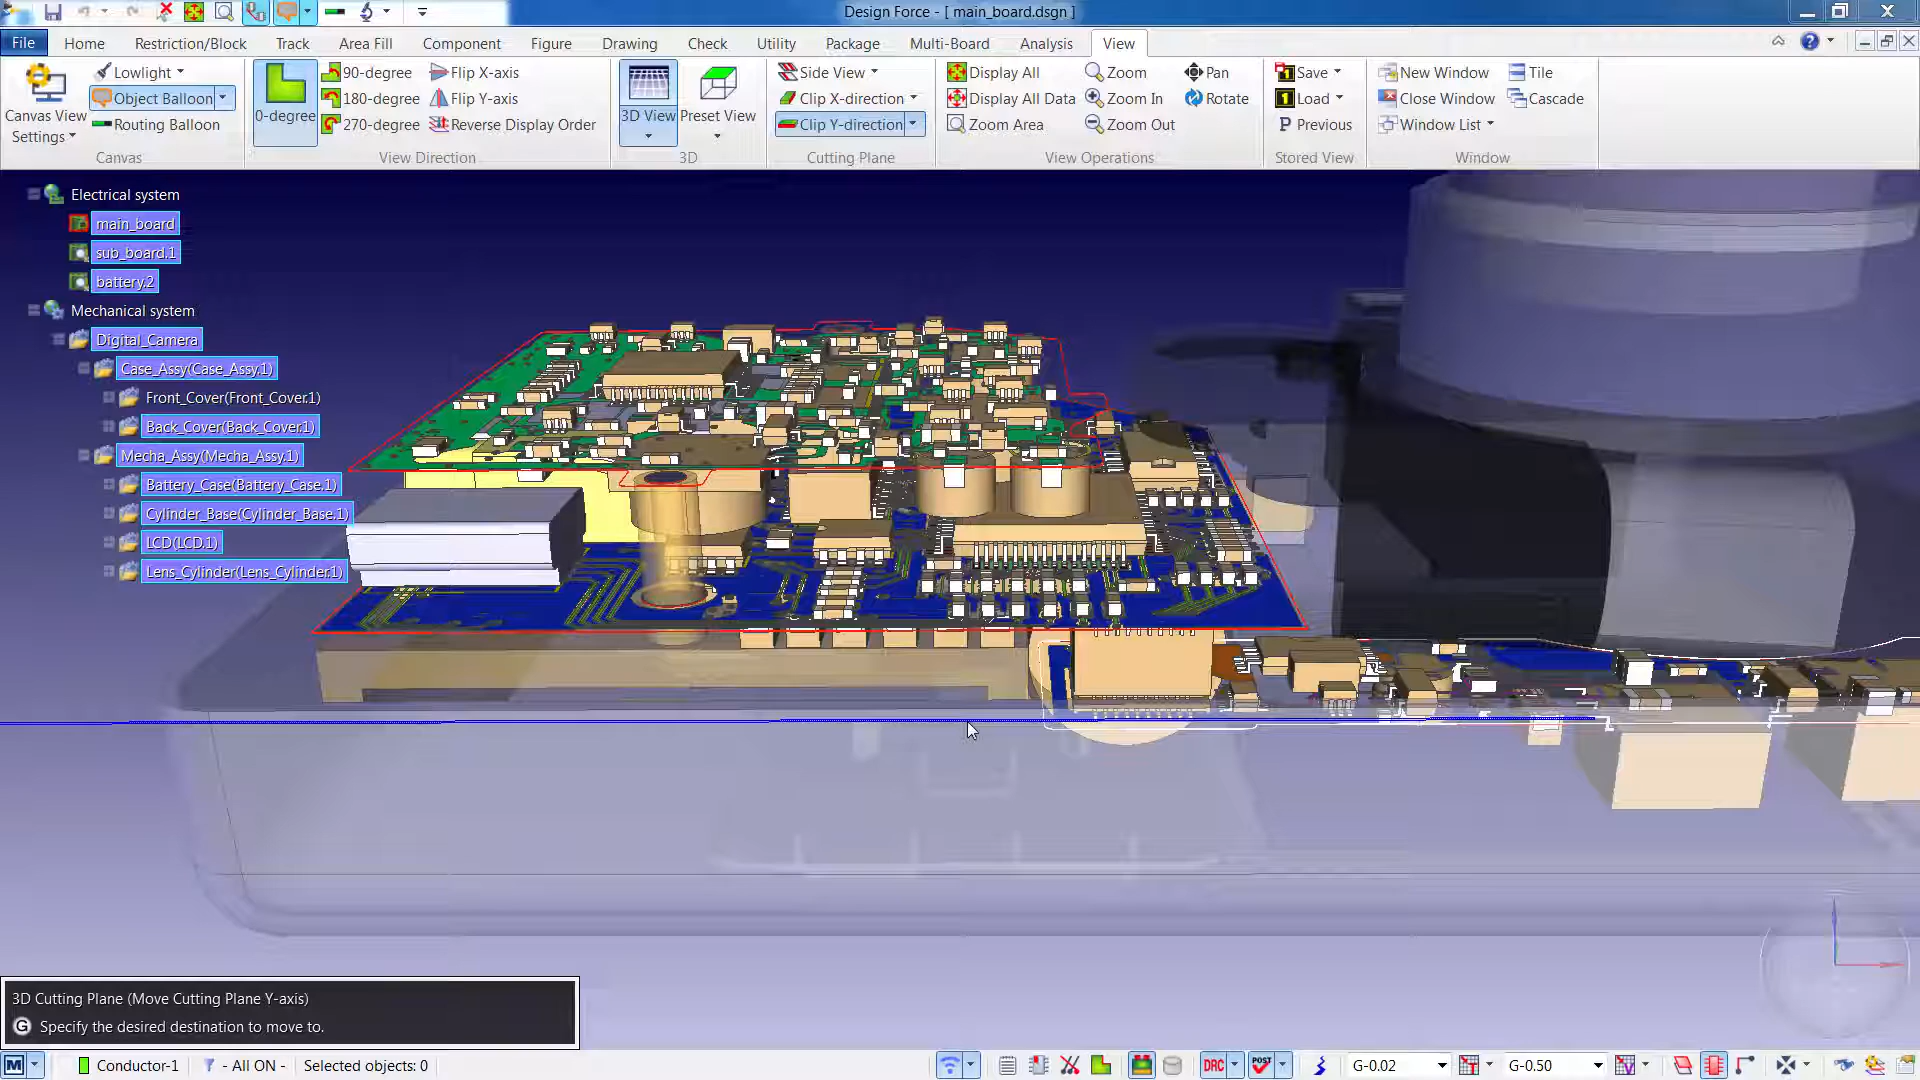 Design Force - [ main_board.dsgn ]
File Home Restriction/Block Track Area Fill Component Figure Drawing Check Utility Package Multi-Board Analysis View
Canvas View Settings
Lowlight
Object Balloon
Routing Balloon
Canvas
0-degree
90-degree
180-degree
270-degree
Flip X-axis
Flip Y-axis
Reverse Display Order
View Direction
3D View
Preset View
3D
Side View
Clip X-direction
Clip Y-direction
Cutting Plane
Display All
Display All Data
Zoom Area
Zoom
Zoom In
Zoom Out
Pan
Rotate
View Operations
Save
Load
Previous
Stored View
New Window
Close Window
Window List
Tile
Cascade
Window
Electrical system
main_board
sub_board.1
battery.2
Mechanical system
Digital_Camera
Case_Assy(Case_Assy.1)
Front_Cover(Front_Cover.1)
Back_Cover(Back_Cover.1)
Mecha_Assy(Mecha_Assy.1)
Battery_Case(Battery_Case.1)
Cylinder_Base(Cylinder_Base.1)
LCD(LCD.1)
Lens_Cylinder(Lens_Cylinder.1)
3D Cutting Plane (Move Cutting Plane Y-axis)
G Specify the desired destination to move to.
M Conductor-1 - All ON - Selected objects: 0 DRC POST G-0.02 G-0.50